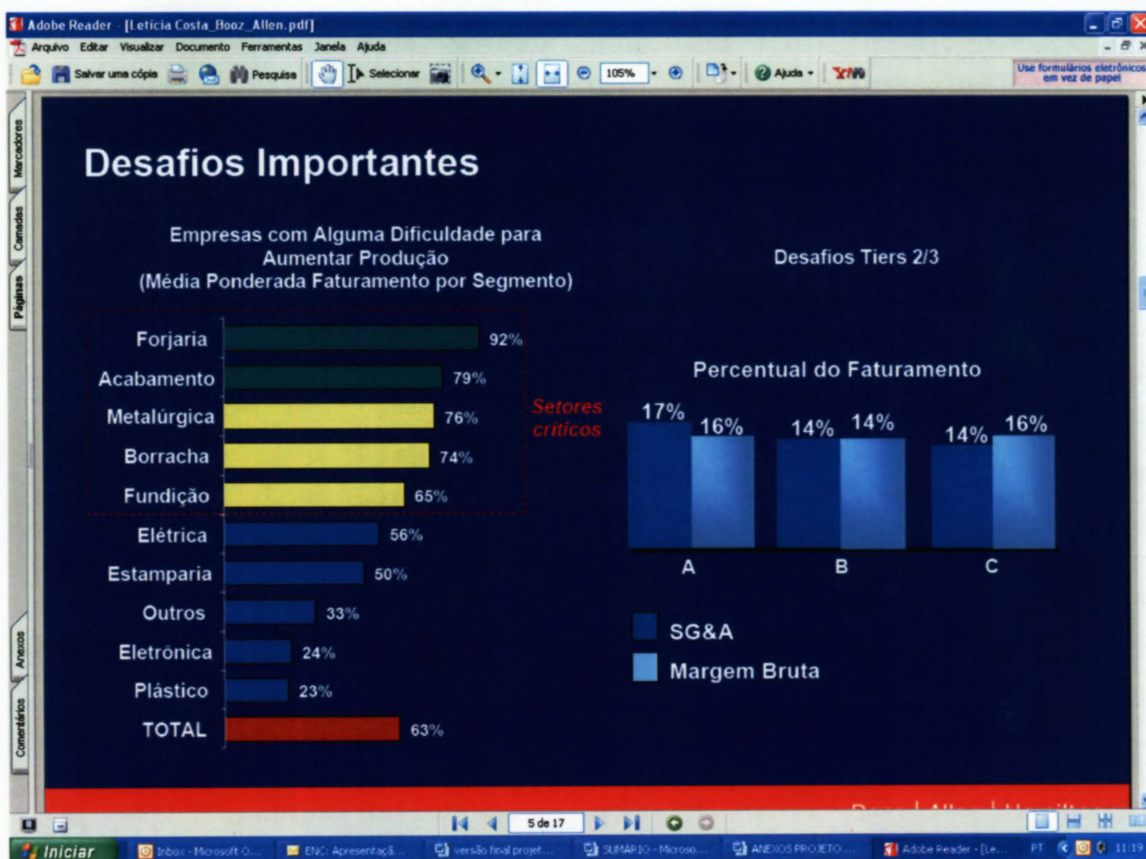 Adobe Reader - [Letícia Costa_Booz_Allen.pdf]
Arquivo Editar Visualizar Documento Ferramentas Janela Ajuda
Salvar uma cópia Pesquisa Selecionar 105% Ajuda
Use formulários eletrônicos
em vez de papel
Marcadores
Camadas
Páginas
Anexos
Comentários
Desafios Importantes
Empresas com Alguma Dificuldade para
Aumentar Produção
(Média Ponderada Faturamento por Segmento)
Forjaria 92%
Acabamento 79%
Metalúrgica 76%
Borracha 74%
Fundição 65%
Elétrica 56%
Estamparia 50%
Outros 33%
Eletrônica 24%
Plástico 23%
TOTAL 63%
Setores
críticos
Desafios Tiers 2/3
Percentual do Faturamento
17% 16% 14% 14% 14% 16%
A B C
SG&A
Margem Bruta
5 de 17
Iniciar Inbox - Microsoft O... ENC: Apresentaçã... versão final projet... SUMÁRIO - Microso... ANEXOS PROJETO ... Adobe Reader - [Le... PT 11:19